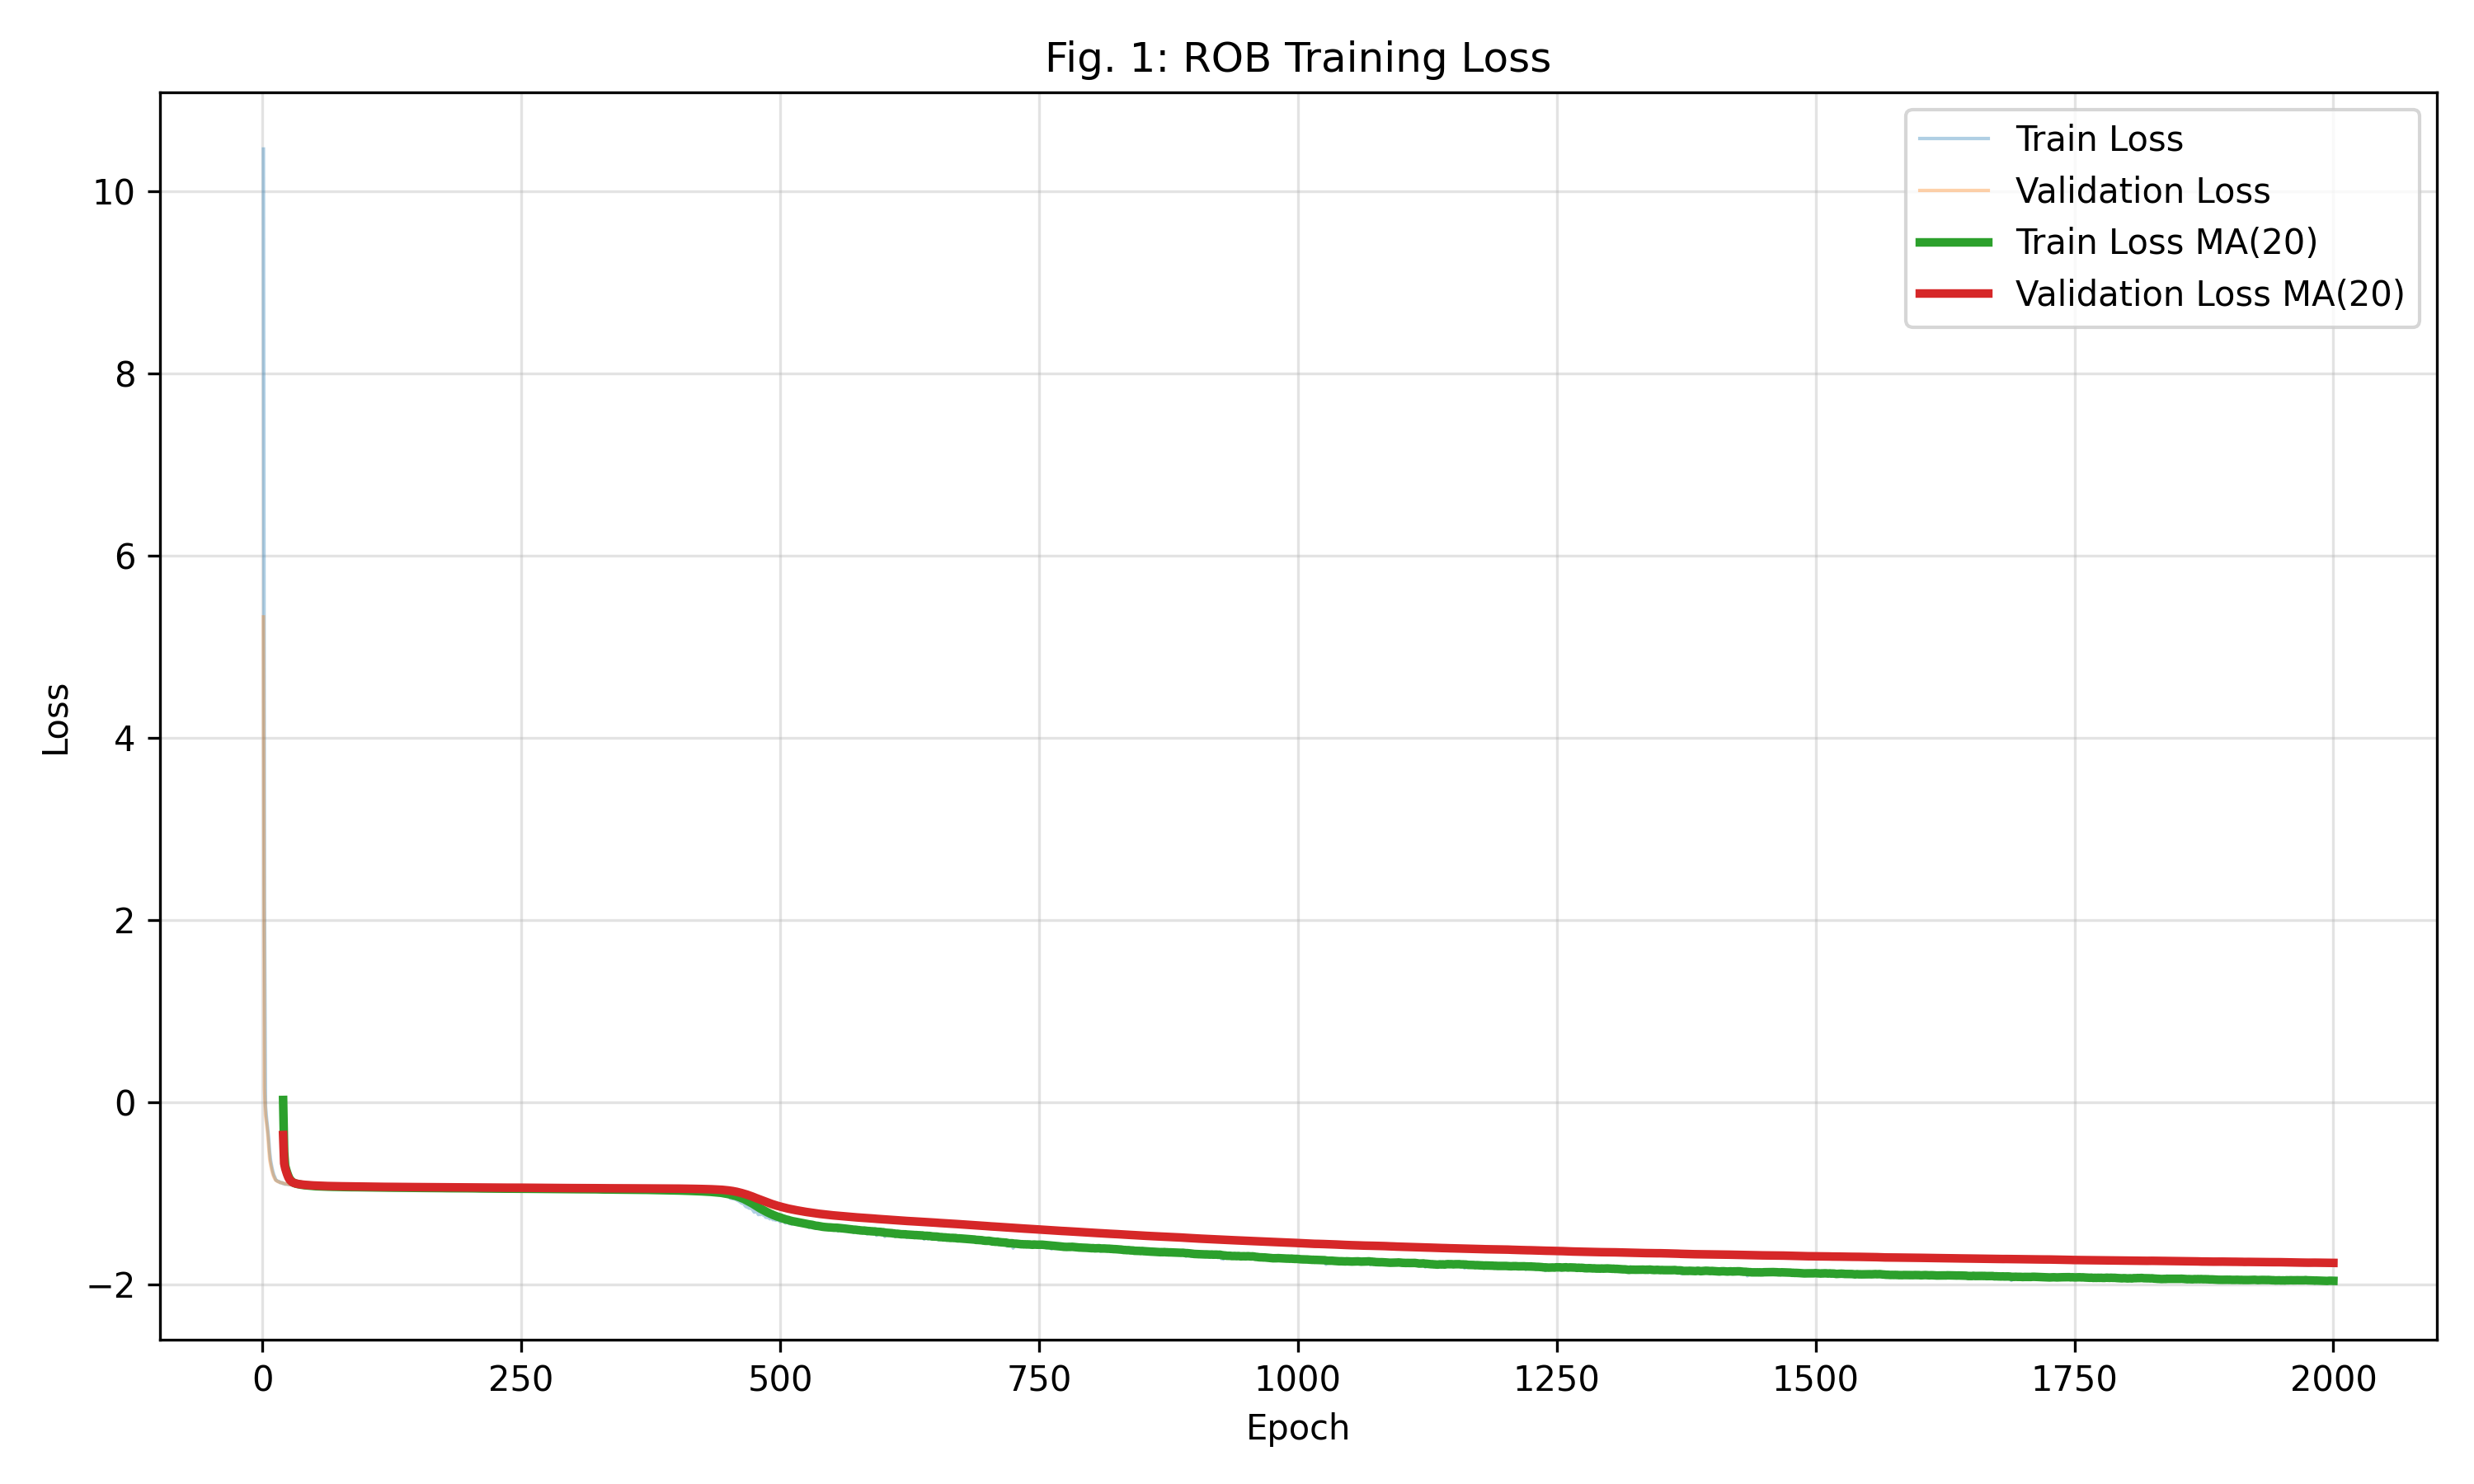 Fig. 1: ROB Training Loss
Train Loss
Validation Loss
Train Loss MA(20)
Validation Loss MA(20)
10
8
6
4
2
0
−2
Loss
0 250 500 750 1000 1250 1500 1750 2000
Epoch